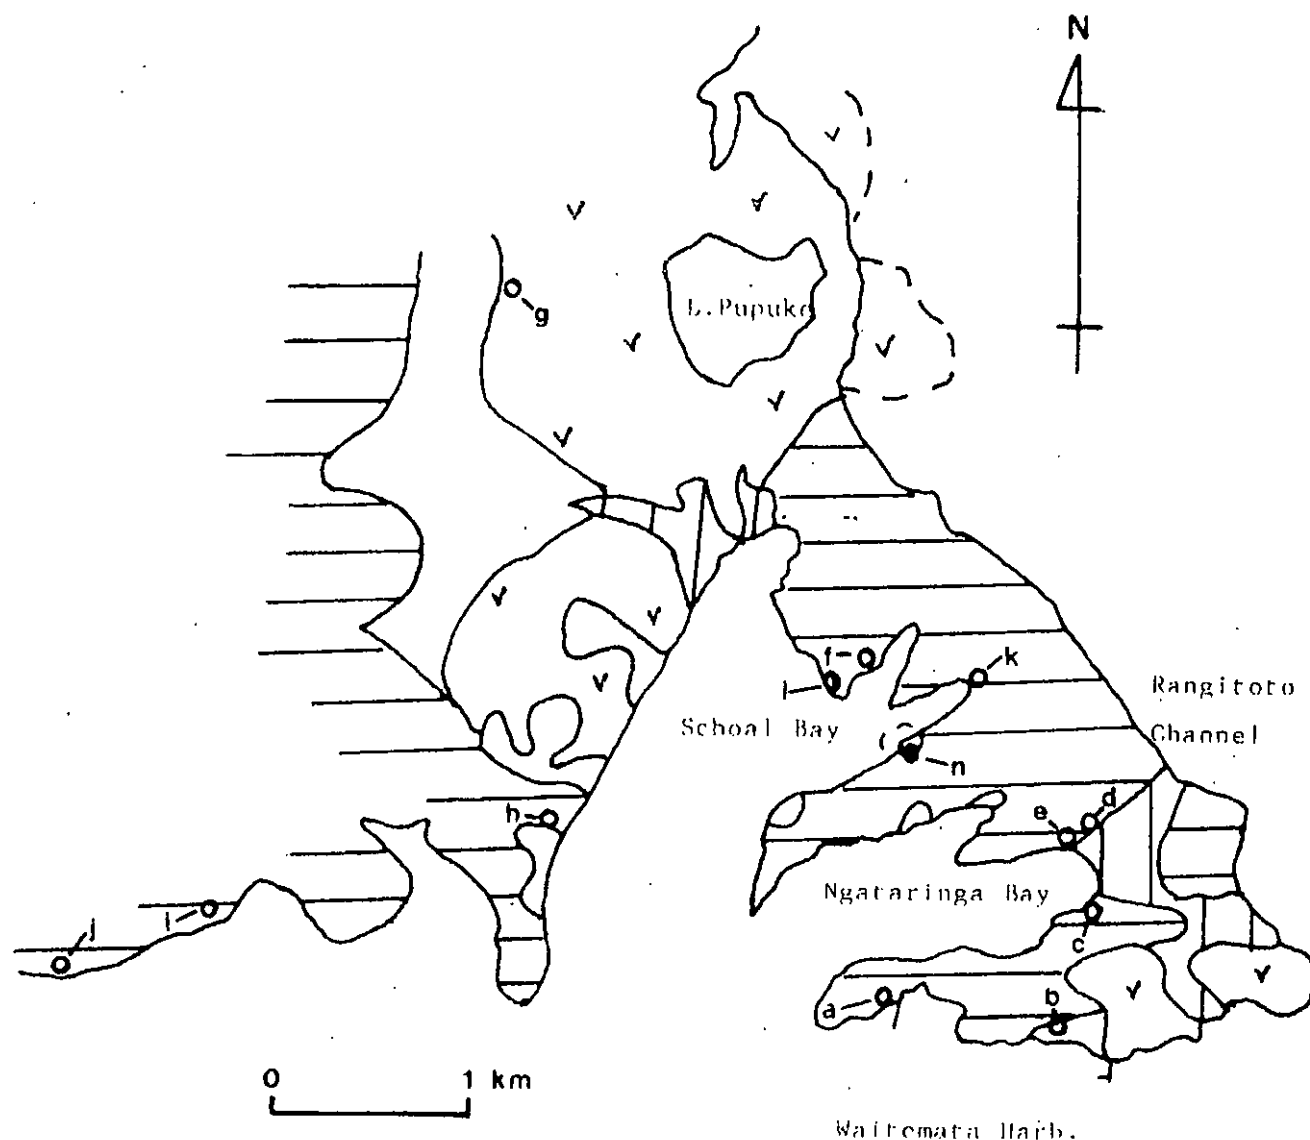 N
g
L.Pupuke
f
k
l
Rangitoto
Schoal Bay
Channel
n
d
e
h
Ngataringa Bay
i
c
j
b
a
0 1 km
Waitemata Harb.